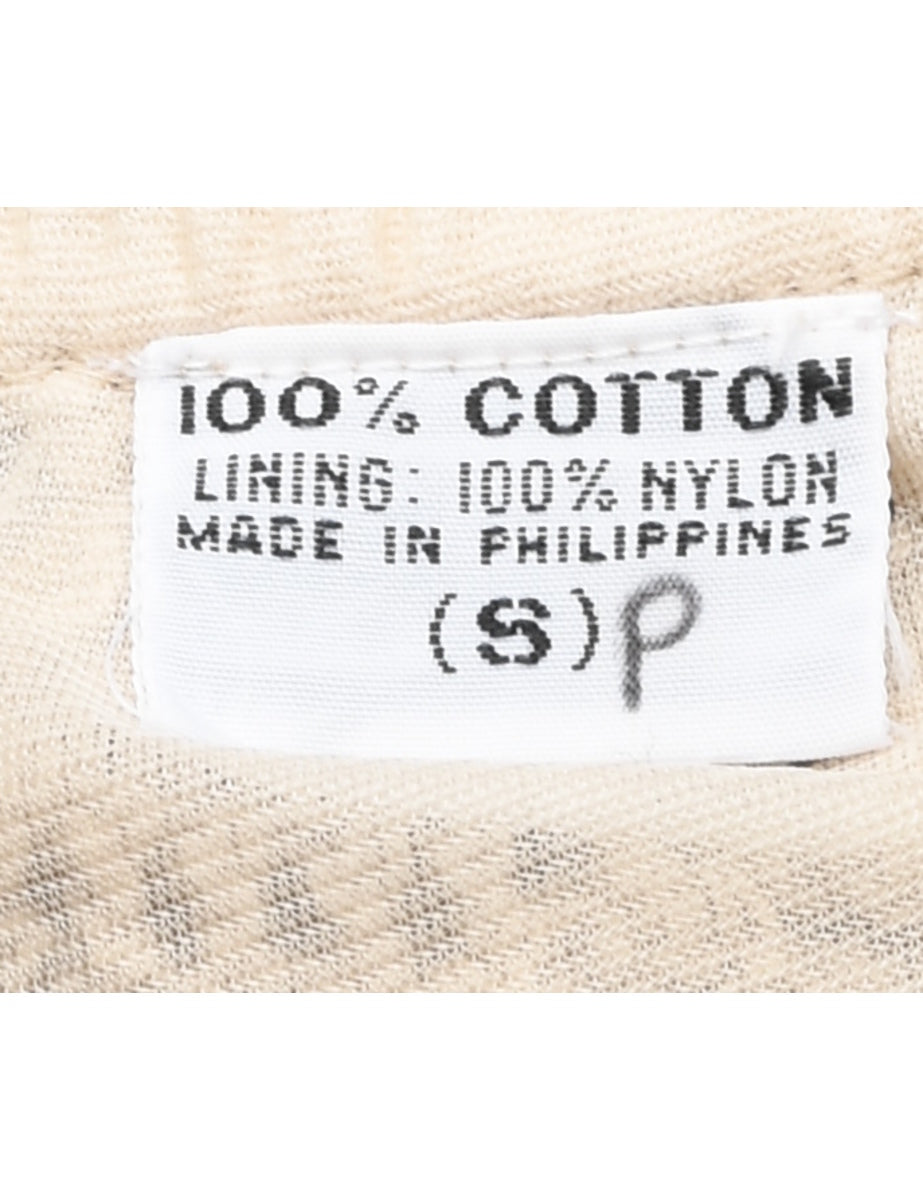 100% COTTON
LINING: 100% NYLON
MADE IN PHILIPPINES
(S) P